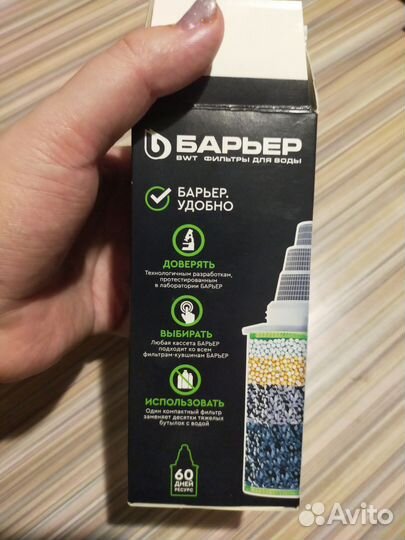 БАРЬЕР
BWT ФИЛЬТРЫ ДЛЯ ВОДЫ
БАРЬЕР.
УДОБНО
ДОВЕРЯТЬ
Технологичным разработкам,
протестированным
в лаборатории БАРЬЕР
ВЫБИРАТЬ
Любая кассета БАРЬЕР
подходит ко всем
фильтрам-кувшинам БАРЬЕР
ИСПОЛЬЗОВАТЬ
Один компактный фильтр
заменяет десятки тяжелых
бутылок с водой
60
ДНЕЙ
РЕСУРС
Avito